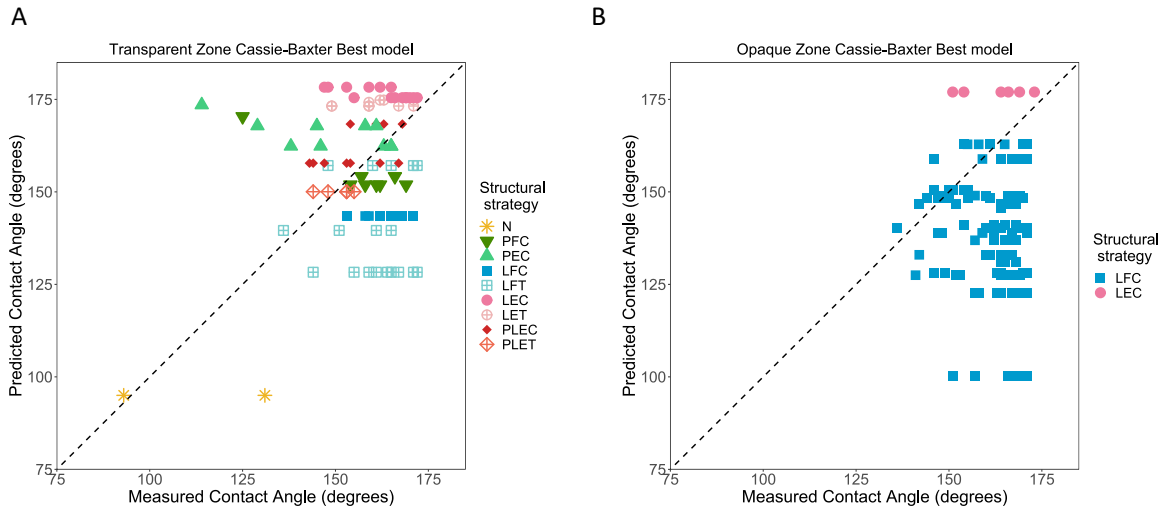 A
Transparent Zone Cassie-Baxter Best model
Predicted Contact Angle (degrees)
175
150
125
100
75
75
100
125
150
175
Measured Contact Angle (degrees)
Structural
strategy
N
PFC
PEC
LFC
LFT
LEC
LET
PLEC
PLET
B
Opaque Zone Cassie-Baxter Best model
Predicted Contact Angle (degrees)
175
150
125
100
75
75
100
125
150
175
Measured Contact Angle (degrees)
Structural
strategy
LFC
LEC